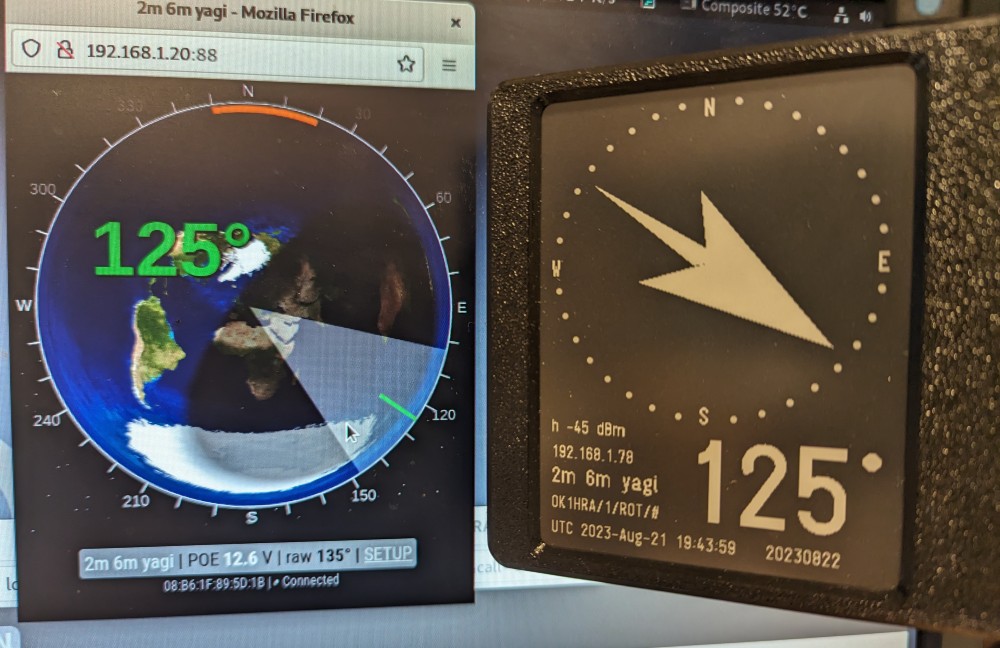 2m 6m yagi - Mozilla Firefox
192.168.1.20:88
Composite 52°C
N
330
30
300
60
125°
W
E
240
120
210
150
S
2m 6m yagi | POE 12.6 V | raw 135° | SETUP
08:B6:1F:89:5D:1B | • Connected
N
W
E
S
h -45 dBm
192.168.1.78
2m 6m yagi
OK1HRA/1/ROT/#
125°
UTC 2023-Aug-21 19:43:59 20230822
call